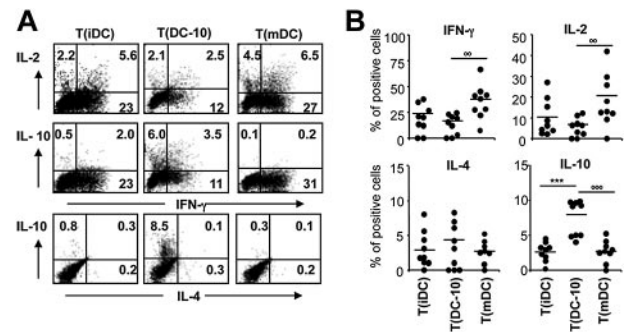 A
T(iDC) T(DC-10) T(mDC)
IL-2
2.2 5.6 2.1 2.5 4.5 6.5
23 12 27
IL- 10
0.5 2.0 6.0 3.5 0.1 0.2
23 11 31
IFN-γ
IL-10
0.8 0.3 8.5 0.1 0.3 0.1
0.2 0.3 0.2
IL-4
B
IFN-γ IL-2
% of positive cells
100
75
50
25
0
∞
50
40
30
20
10
0
∞
IL-4 IL-10
% of positive cells
15
10
5
0
15
10
5
0
*** °°°
T(iDC) T(DC-10) T(mDC) T(iDC) T(DC-10) T(mDC)